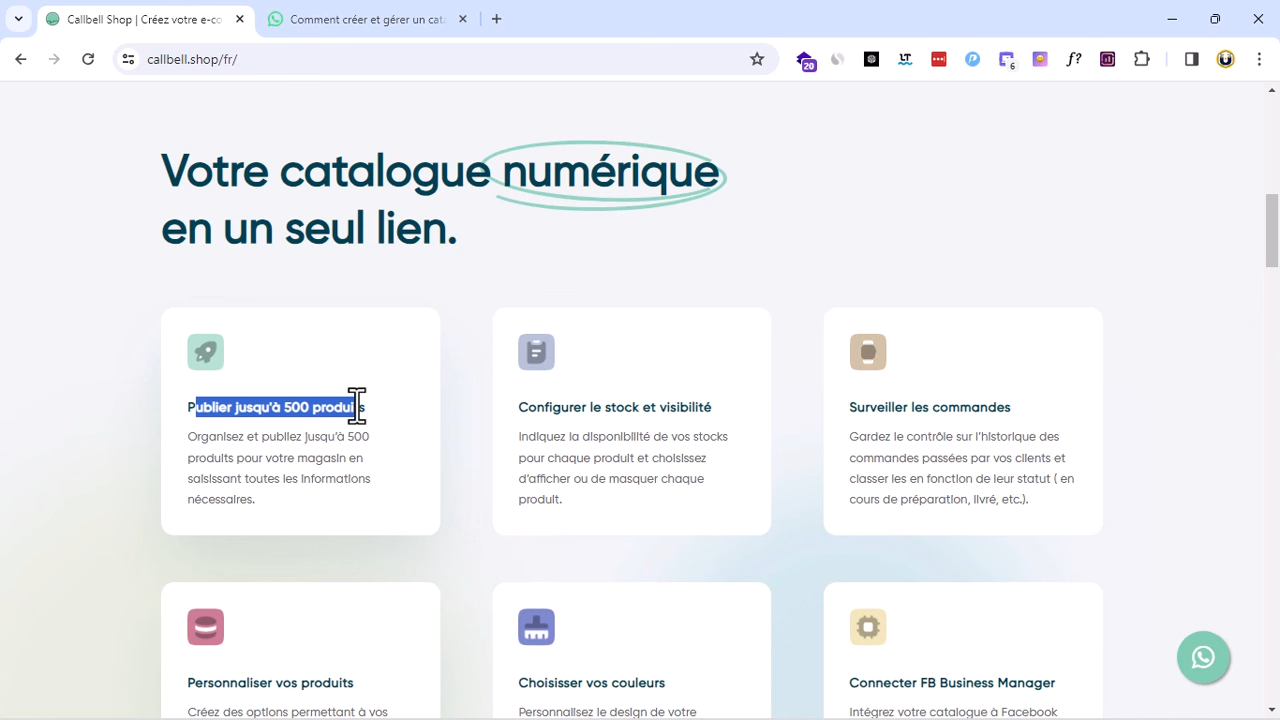 Callbell Shop | Créez votre e-co
Comment créer et gérer un cata
callbell.shop/fr/
20
LT
6
f?
Votre catalogue numérique
en un seul lien.
Publier jusqu'à 500 produits
Organisez et publiez jusqu'à 500
produits pour votre magasin en
saisissant toutes les informations
nécessaires.
Configurer le stock et visibilité
Indiquez la disponibilité de vos stocks
pour chaque produit et choisissez
d'afficher ou de masquer chaque
produit.
Surveiller les commandes
Gardez le contrôle sur l'historique des
commandes passées par vos clients et
classer les en fonction de leur statut ( en
cours de préparation, livré, etc.).
Personnaliser vos produits
Créez des options permettant à vos
Choisisser vos couleurs
Personnalisez le design de votre
Connecter FB Business Manager
Intégrez votre catalogue à Facebook